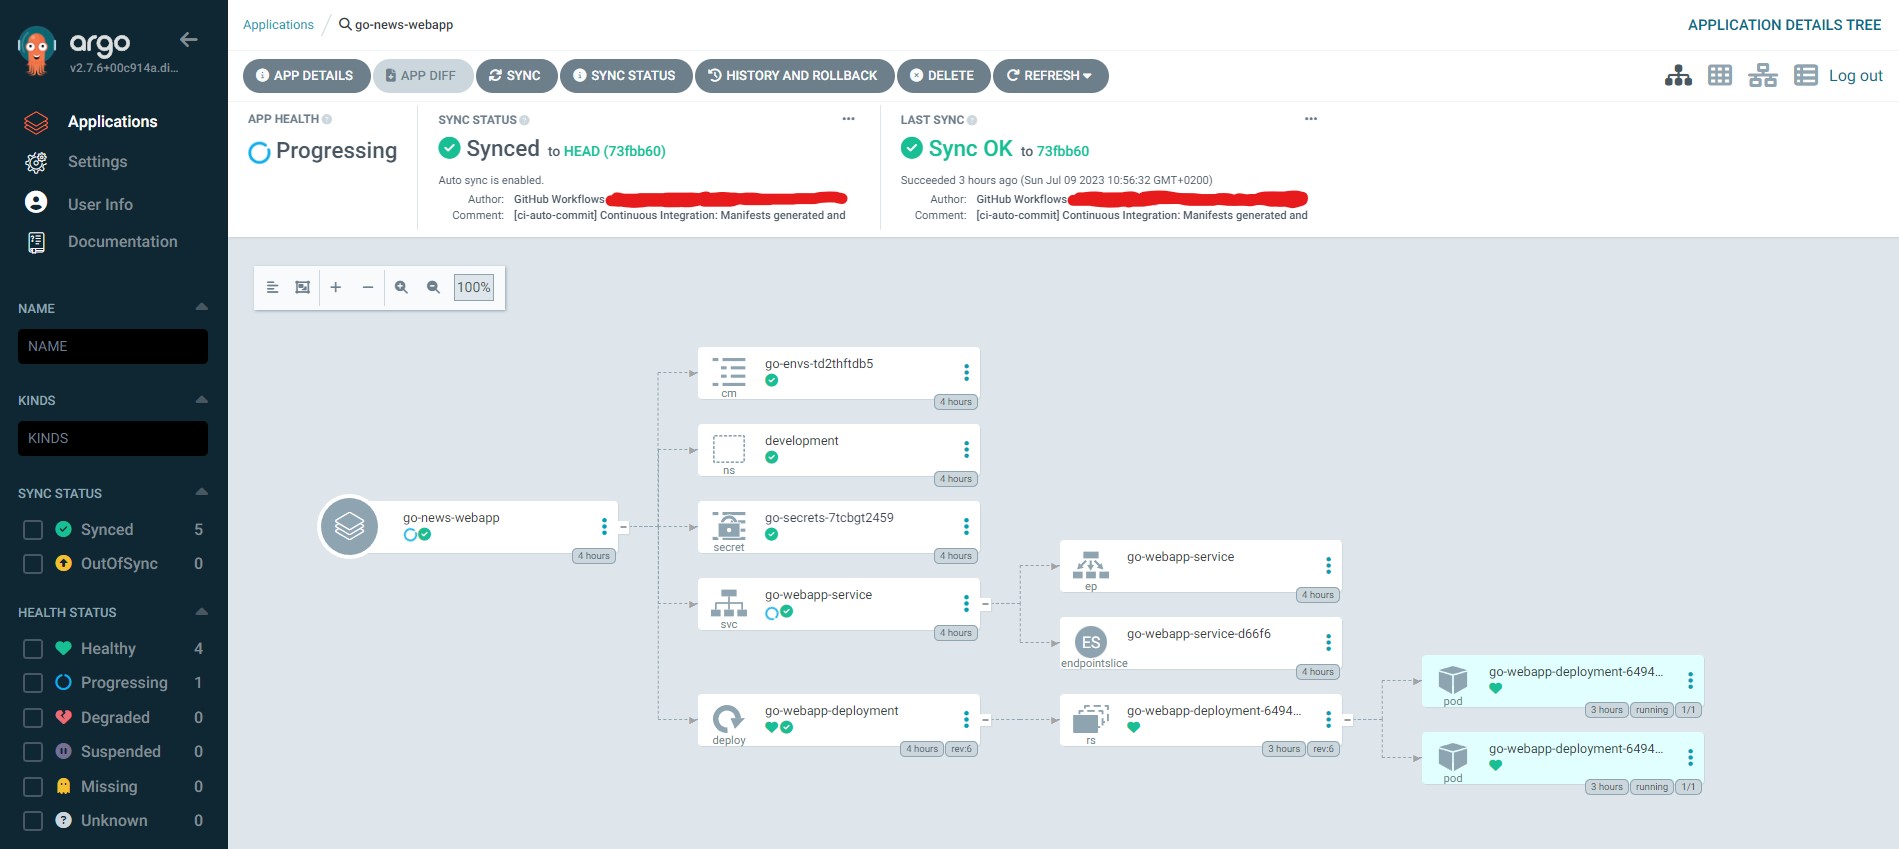 argo
v2.7.6+00c914a.di...
Applications
Settings
User Info
Documentation
NAME
NAME
KINDS
KINDS
SYNC STATUS
Synced 5
OutOfSync 0
HEALTH STATUS
Healthy 4
Progressing 1
Degraded 0
Suspended 0
Missing 0
Unknown 0
Applications / go-news-webapp
APPLICATION DETAILS TREE
APP DETAILS APP DIFF SYNC SYNC STATUS HISTORY AND ROLLBACK DELETE REFRESH
Log out
APP HEALTH
Progressing
SYNC STATUS
Synced to HEAD (73fbb60)
Auto sync is enabled.
Author: GitHub Workflows
Comment: [ci-auto-commit] Continuous Integration: Manifests generated and
LAST SYNC
Sync OK to 73fbb60
Succeeded 3 hours ago (Sun Jul 09 2023 10:56:32 GMT+0200)
Author: GitHub Workflows
Comment: [ci-auto-commit] Continuous Integration: Manifests generated and
100%
go-news-webapp
4 hours
go-envs-td2thftdb5
cm
4 hours
development
ns
4 hours
go-secrets-7tcbgt2459
secret
4 hours
go-webapp-service
svc
4 hours
go-webapp-deployment
deploy
4 hours rev:6
go-webapp-service
ep
4 hours
ES
go-webapp-service-d66f6
endpointslice
4 hours
go-webapp-deployment-6494...
rs
3 hours rev:6
go-webapp-deployment-6494...
pod
3 hours running 1/1
go-webapp-deployment-6494...
pod
3 hours running 1/1